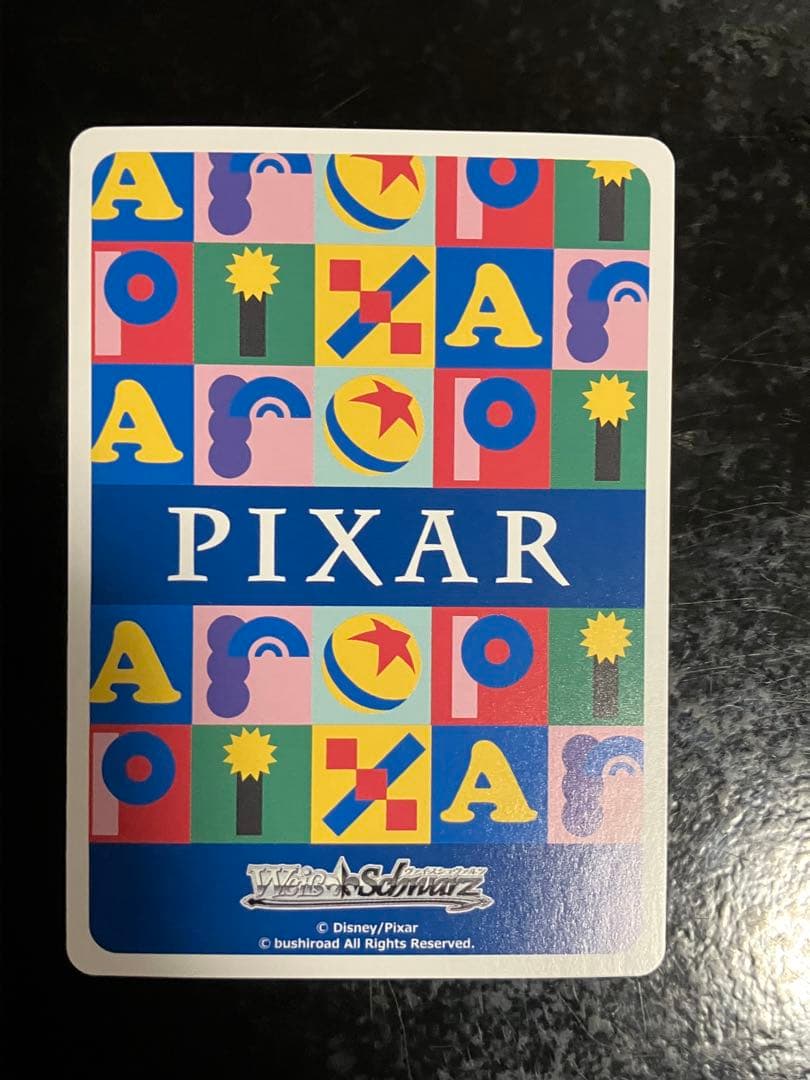 A r P i
P i X A r
A r P i
PIXAR
A r P i
P i X A r
Weiß Schwarz
© Disney/Pixar
© bushiroad All Rights Reserved.